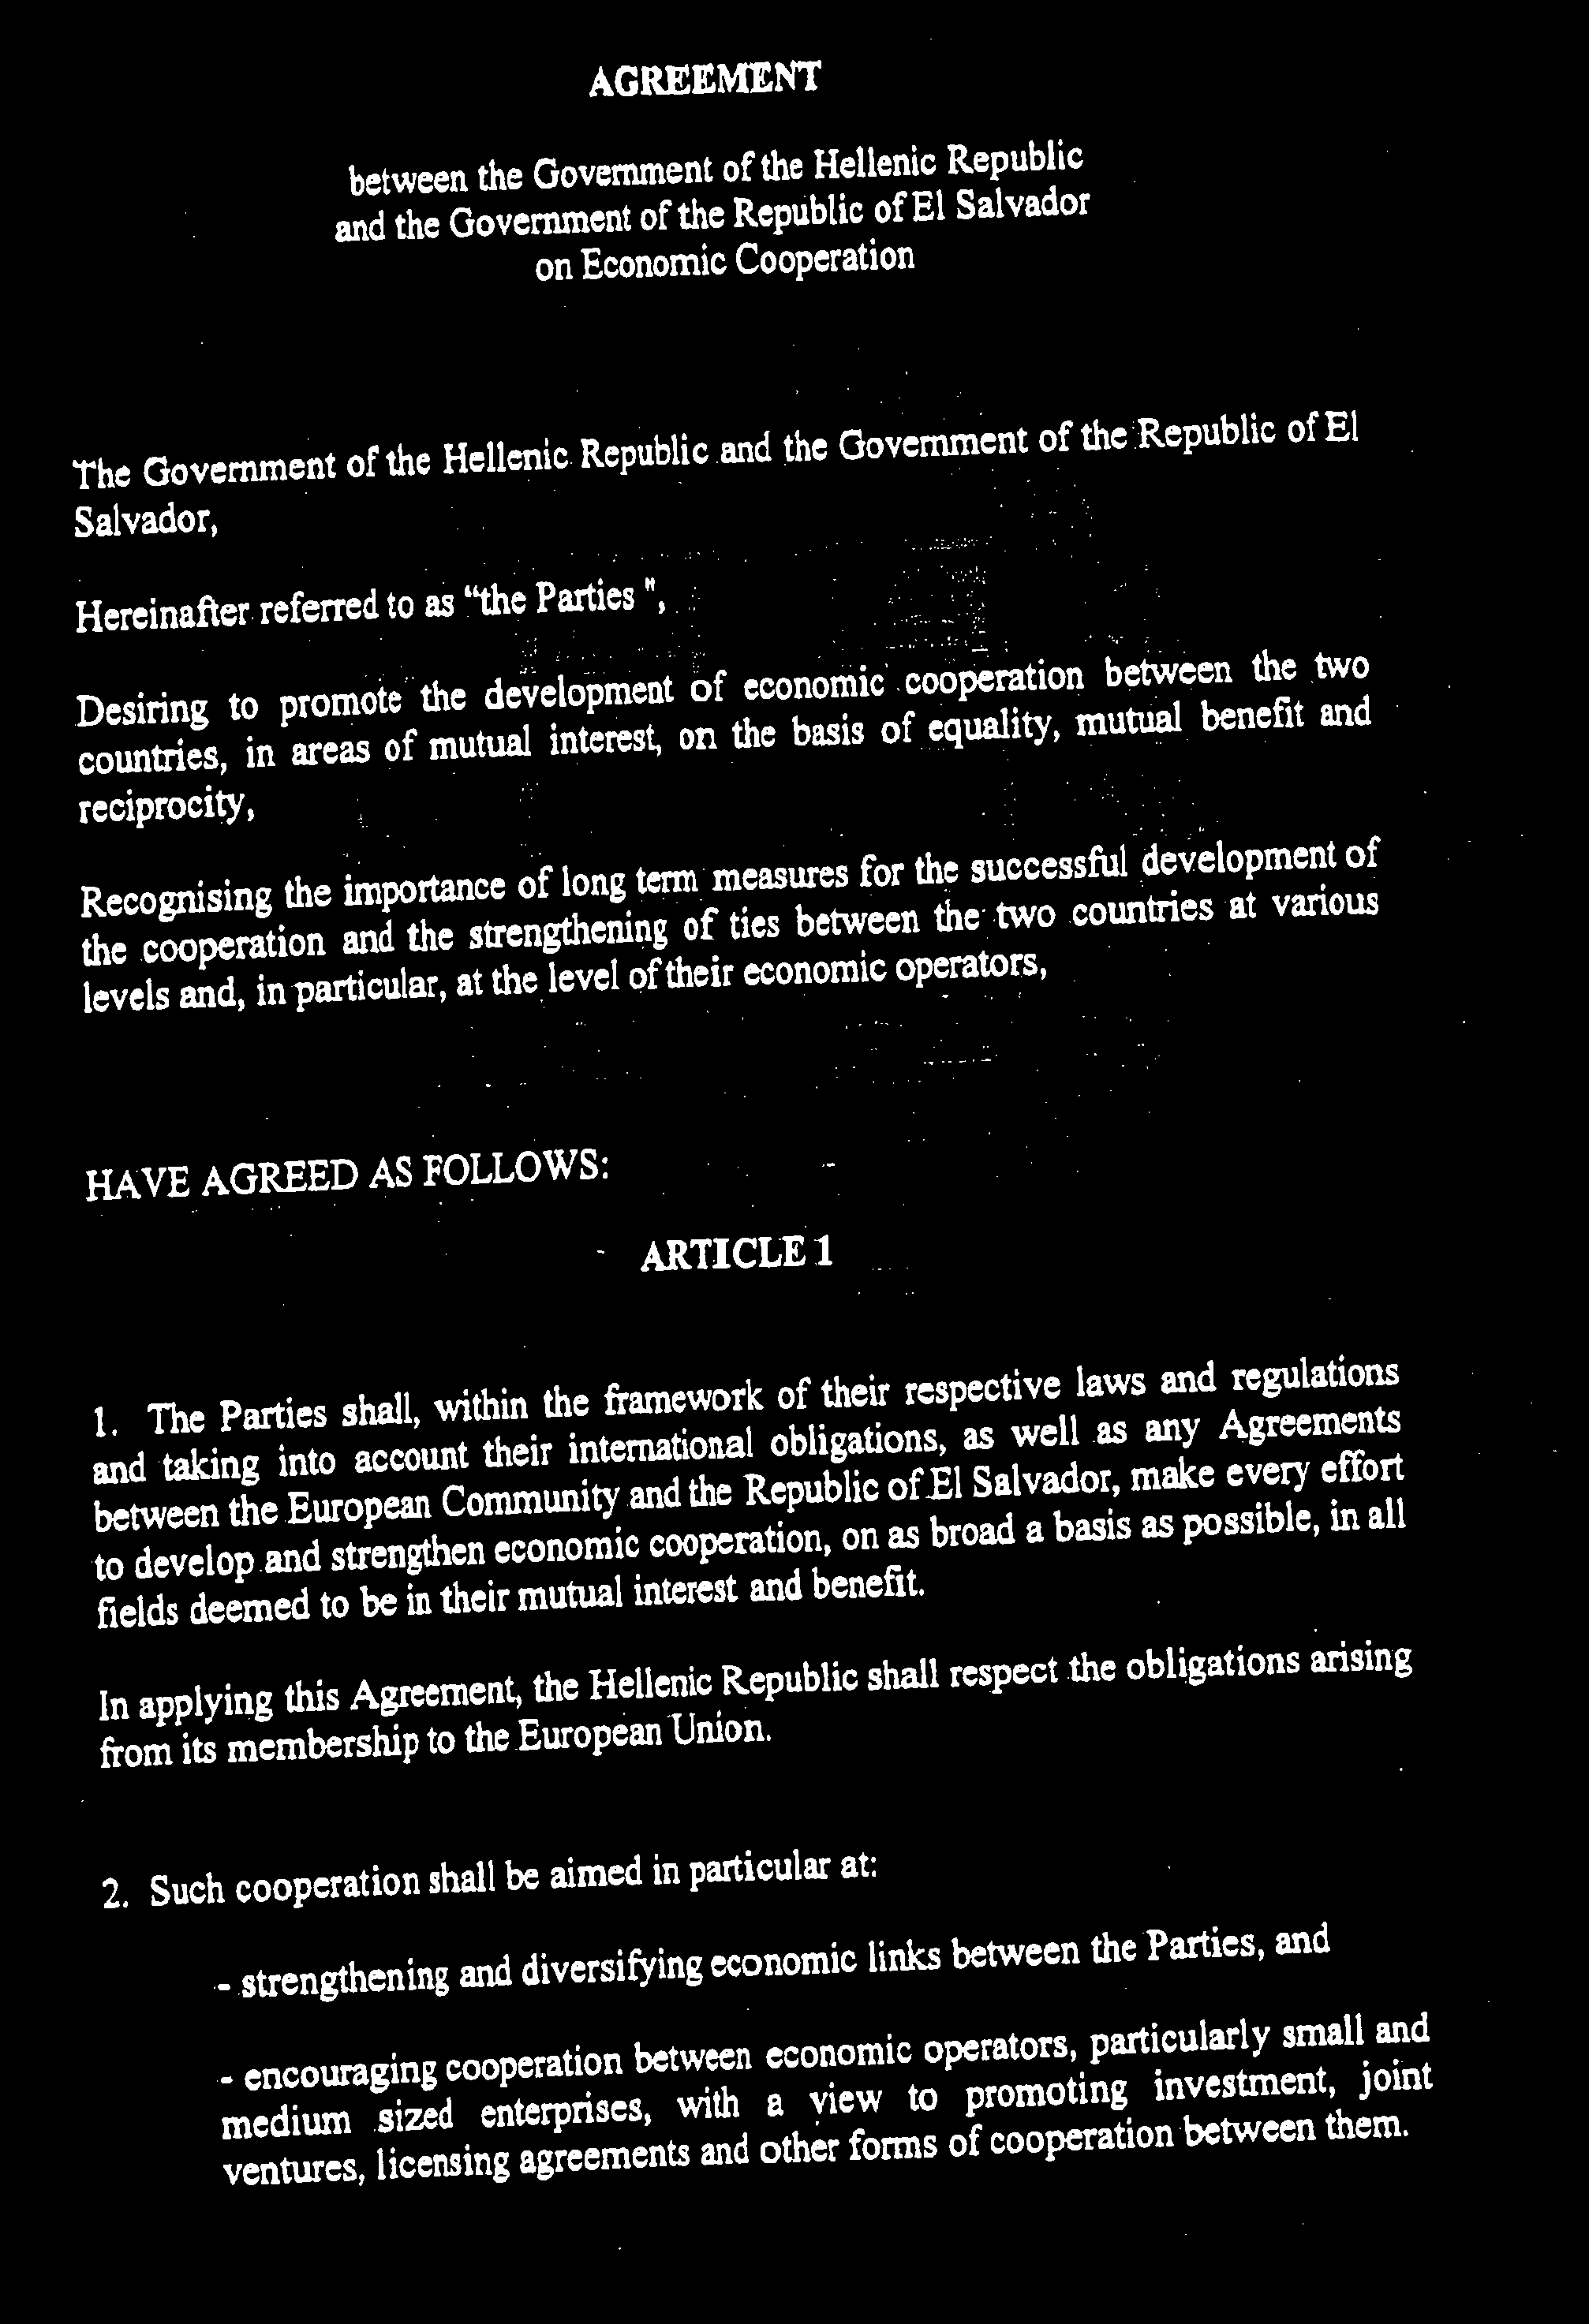 AGREEMENT
between the Government of the Hellenic Republic
and the Government of the Republic of El Salvador
on Economic Cooperation
The Government of the Hellenic Republic and the Government of the Republic of El
Salvador,
Hereinafter referred to as “the Parties ",
Desiring to promote the development of economic cooperation between the two
countries, in areas of mutual interest, on the basis of equality, mutual benefit and
reciprocity,
Recognising the importance of long term measures for the successful development of
the cooperation and the strengthening of ties between the two countries at various
levels and, in particular, at the level of their economic operators,
HAVE AGREED AS FOLLOWS:
ARTICLE 1
1. The Parties shall, within the framework of their respective laws and regulations
and taking into account their international obligations, as well as any Agreements
between the European Community and the Republic of El Salvador, make every effort
to develop and strengthen economic cooperation, on as broad a basis as possible, in all
fields deemed to be in their mutual interest and benefit.
In applying this Agreement, the Hellenic Republic shall respect the obligations arising
from its membership to the European Union.
2. Such cooperation shall be aimed in particular at:
- strengthening and diversifying economic links between the Parties, and
- encouraging cooperation between economic operators, particularly small and
medium sized enterprises, with a view to promoting investment, joint
ventures, licensing agreements and other forms of cooperation between them.